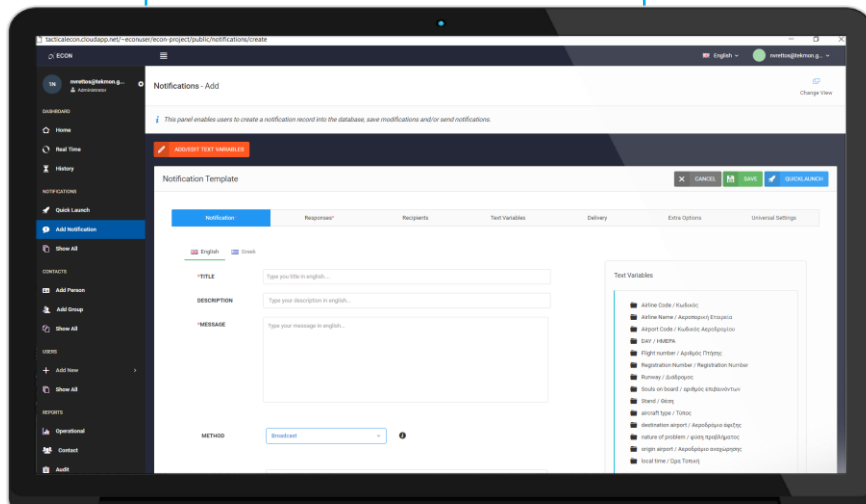 tacticalecon.cloudapp.net/~econuser/econ-project/public/notifications/create
ECON
English
nvrettos@tekmon.g...
1N
nvrettos@tekmon.g...
Administrator
Notifications - Add
Change View
This panel enables users to create a notification record into the database, save modifications and/or send notifications.
DASHBOARD
Home
Real Time
History
NOTIFICATIONS
Quick Launch
Add Notification
Show All
CONTACTS
Add Person
Add Group
Show All
USERS
Add New
Show All
REPORTS
Operational
Contact
Audit
ADD/EDIT TEXT VARIABLES
Notification Template
CANCEL
SAVE
QUICKLAUNCH
Notification
Responses*
Recipients
Text Variables
Delivery
Extra Options
Universal Settings
English
Greek
*TITLE
Type you title in english...
DESCRIPTION
Type your description in english...
*MESSAGE
Type your message in english...
METHOD
Broadcast
Text Variables
Airline Code / Κωδικός
Airline Name / Αεροπορική Εταιρεία
Airport Code / Κωδικός Αεροδρομίου
DAY / ΗΜΕΡΑ
Flight number / Αριθμός Πτήσης
Registration Number / Registration Number
Runway / Διάδρομος
Souls on board / αριθμός επιβαινόντων
Stand / Θέση
aircraft type / Τύπος
destination airport / Αεροδρόμιο άφιξης
nature of problem / φύση προβλήματος
origin airport / Αεροδρόμιο αναχώρησης
local time / Ώρα Τοπική